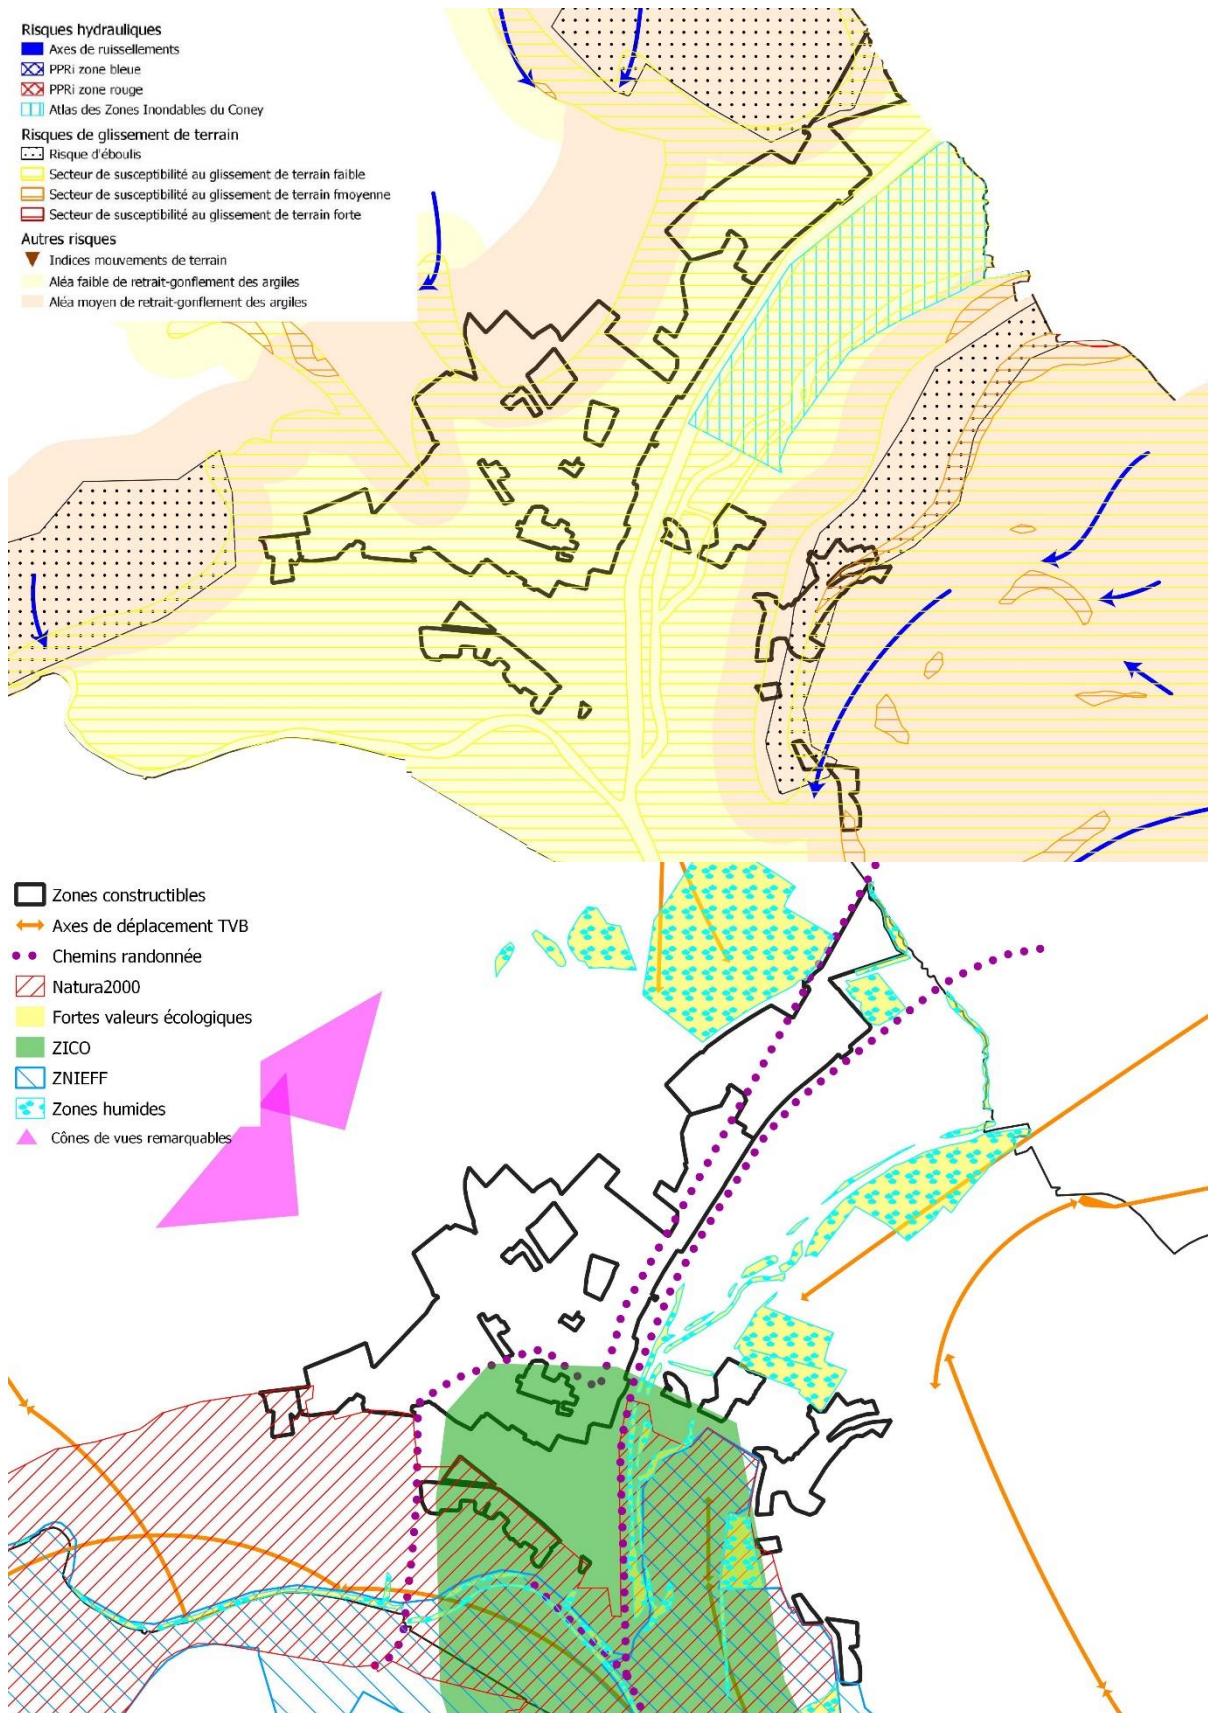 Risques hydrauliques
Axes de ruissellements
PPRi zone bleue
PPRi zone rouge
Atlas des Zones Inondables du Coney
Risques de glissement de terrain
Risque d'éboulis
Secteur de susceptibilité au glissement de terrain faible
Secteur de susceptibilité au glissement de terrain fmoyenne
Secteur de susceptibilité au glissement de terrain forte
Autres risques
Indices mouvements de terrain
Aléa faible de retrait-gonflement des argiles
Aléa moyen de retrait-gonflement des argiles
Zones constructibles
Axes de déplacement TVB
Chemins randonnée
Natura2000
Fortes valeurs écologiques
ZICO
ZNIEFF
Zones humides
Cônes de vues remarquables